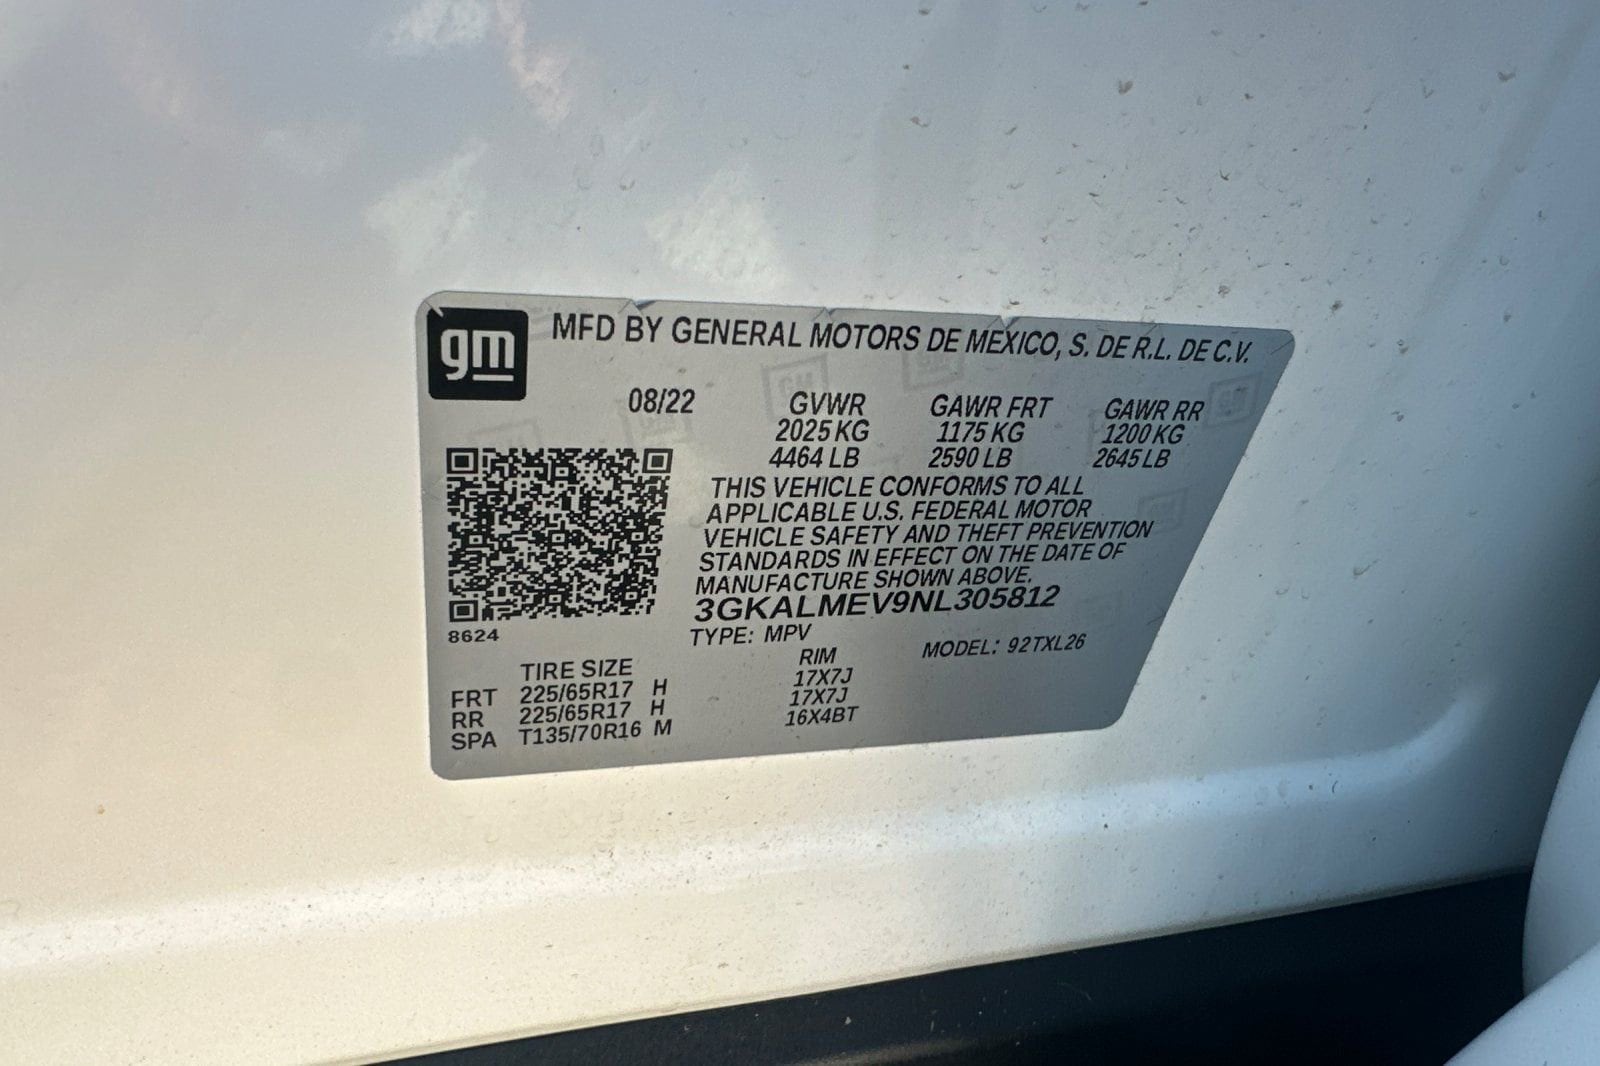 gm
MFD BY GENERAL MOTORS DE MEXICO, S. DE R.L. DE C.V.
08/22 GVWR GAWR FRT GAWR RR
2025 KG 1175 KG 1200 KG
4464 LB 2590 LB 2645 LB
THIS VEHICLE CONFORMS TO ALL
APPLICABLE U.S. FEDERAL MOTOR
VEHICLE SAFETY AND THEFT PREVENTION
STANDARDS IN EFFECT ON THE DATE OF
MANUFACTURE SHOWN ABOVE.
3GKALMEV9NL305812
8624
TYPE: MPV MODEL: 92TXL26
TIRE SIZE RIM
FRT 225/65R17 H 17X7J
RR 225/65R17 H 17X7J
SPA T135/70R16 M 16X4BT